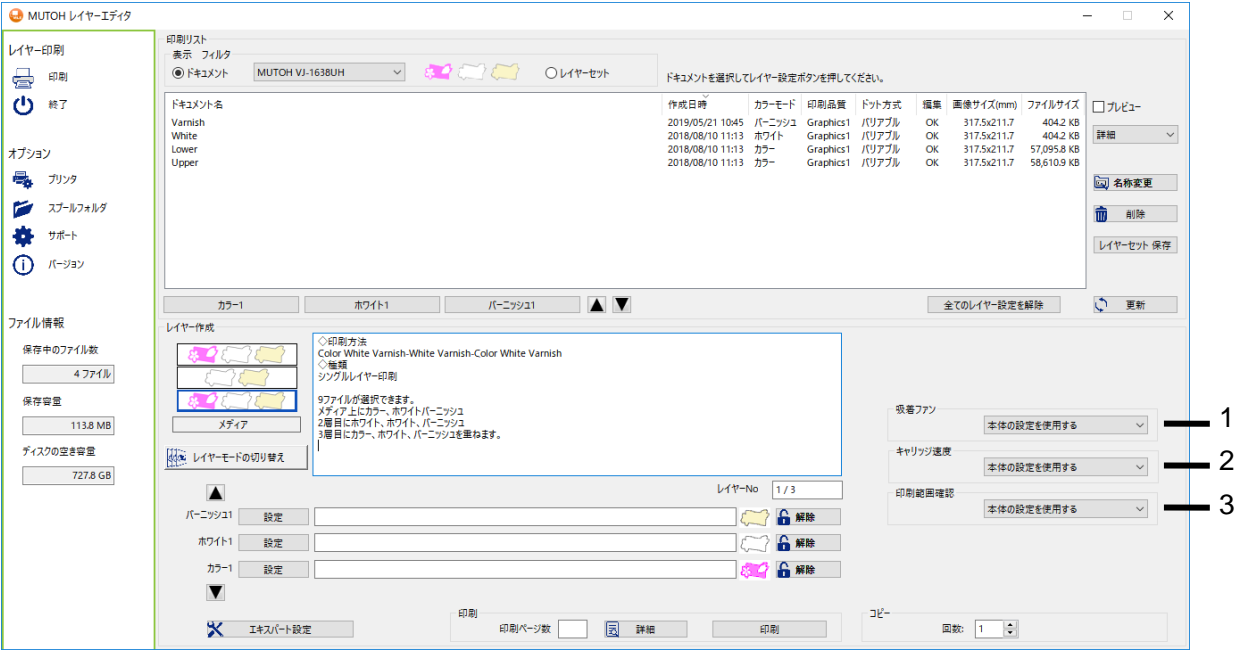 MUTOH レイヤーエディタ
レイヤー印刷
印刷
終了
オプション
プリンタ
スプールフォルダ
サポート
バージョン
ファイル情報
保存中のファイル数
4 ファイル
保存容量
113.8 MB
ディスクの空き容量
727.8 GB
印刷リスト
表示 フィルタ
ドキュメント
MUTOH VJ-1638UH
レイヤーセット
ドキュメントを選択してレイヤー設定ボタンを押してください。
ドキュメント名 作成日時 カラーモード 印刷品質 ドット方式 編集 画像サイズ(mm) ファイルサイズ
Varnish 2019/05/21 10:45 バーニッシュ Graphics1 バリアブル OK 317.5x211.7 404.2 KB
White 2018/08/10 11:13 ホワイト Graphics1 バリアブル OK 317.5x211.7 404.2 KB
Lower 2018/08/10 11:13 カラー Graphics1 バリアブル OK 317.5x211.7 57,095.8 KB
Upper 2018/08/10 11:13 カラー Graphics1 バリアブル OK 317.5x211.7 58,610.9 KB
プレビュー
詳細
名称変更
削除
レイヤーセット 保存
カラー1 ホワイト1 バーニッシュ1 ▲ ▼ 全てのレイヤー設定を解除 更新
レイヤー作成
メディア
レイヤーモードの切り替え
◇印刷方法
Color White Varnish-White Varnish-Color White Varnish
◇種類
シングルレイヤー印刷
9ファイルが選択できます。
メディア上にカラー、ホワイトバーニッシュ
2層目にホワイト、ホワイト、バーニッシュ
3層目にカラー、ホワイト、バーニッシュを重ねます。
吸着ファン
本体の設定を使用する
1
キャリッジ速度
本体の設定を使用する
2
印刷範囲確認
本体の設定を使用する
3
▲
レイヤーNo 1 / 3
バーニッシュ1 設定 解除
ホワイト1 設定 解除
カラー1 設定 解除
▼
エキスパート設定
印刷
印刷ページ数 詳細 印刷
コピー
回数: 1